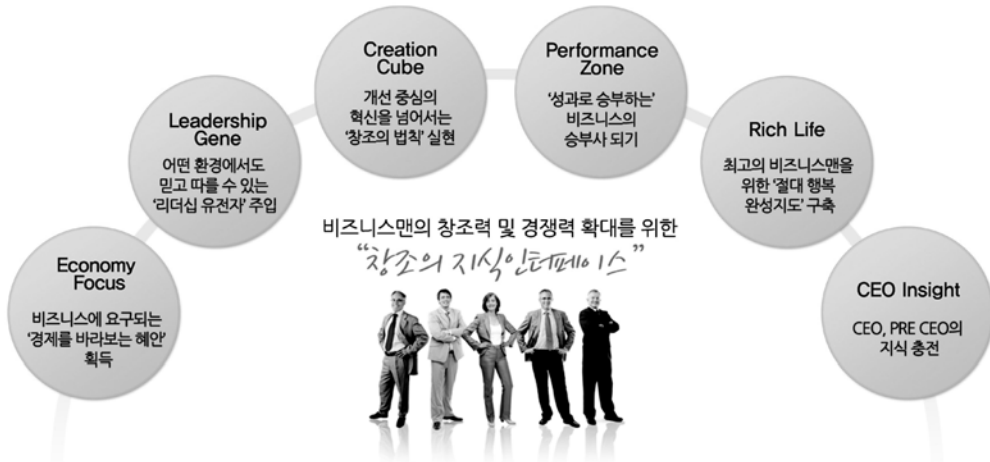 Economy
Focus
비즈니스에 요구되는
‘경제를 바라보는 혜안’
획득
Leadership
Gene
어떤 환경에서도
믿고 따를 수 있는
‘리더십 유전자’ 주입
Creation
Cube
개선 중심의
혁신을 넘어서는
‘창조의 법칙’ 실현
Performance
Zone
‘성과로 승부하는’
비즈니스의
승부사 되기
Rich Life
최고의 비즈니스맨을
위한 ‘절대 행복
완성지도’ 구축
CEO Insight
CEO, PRE CEO의
지식 충전
비즈니스맨의 창조력 및 경쟁력 확대를 위한
“창조의 지식인터페이스”